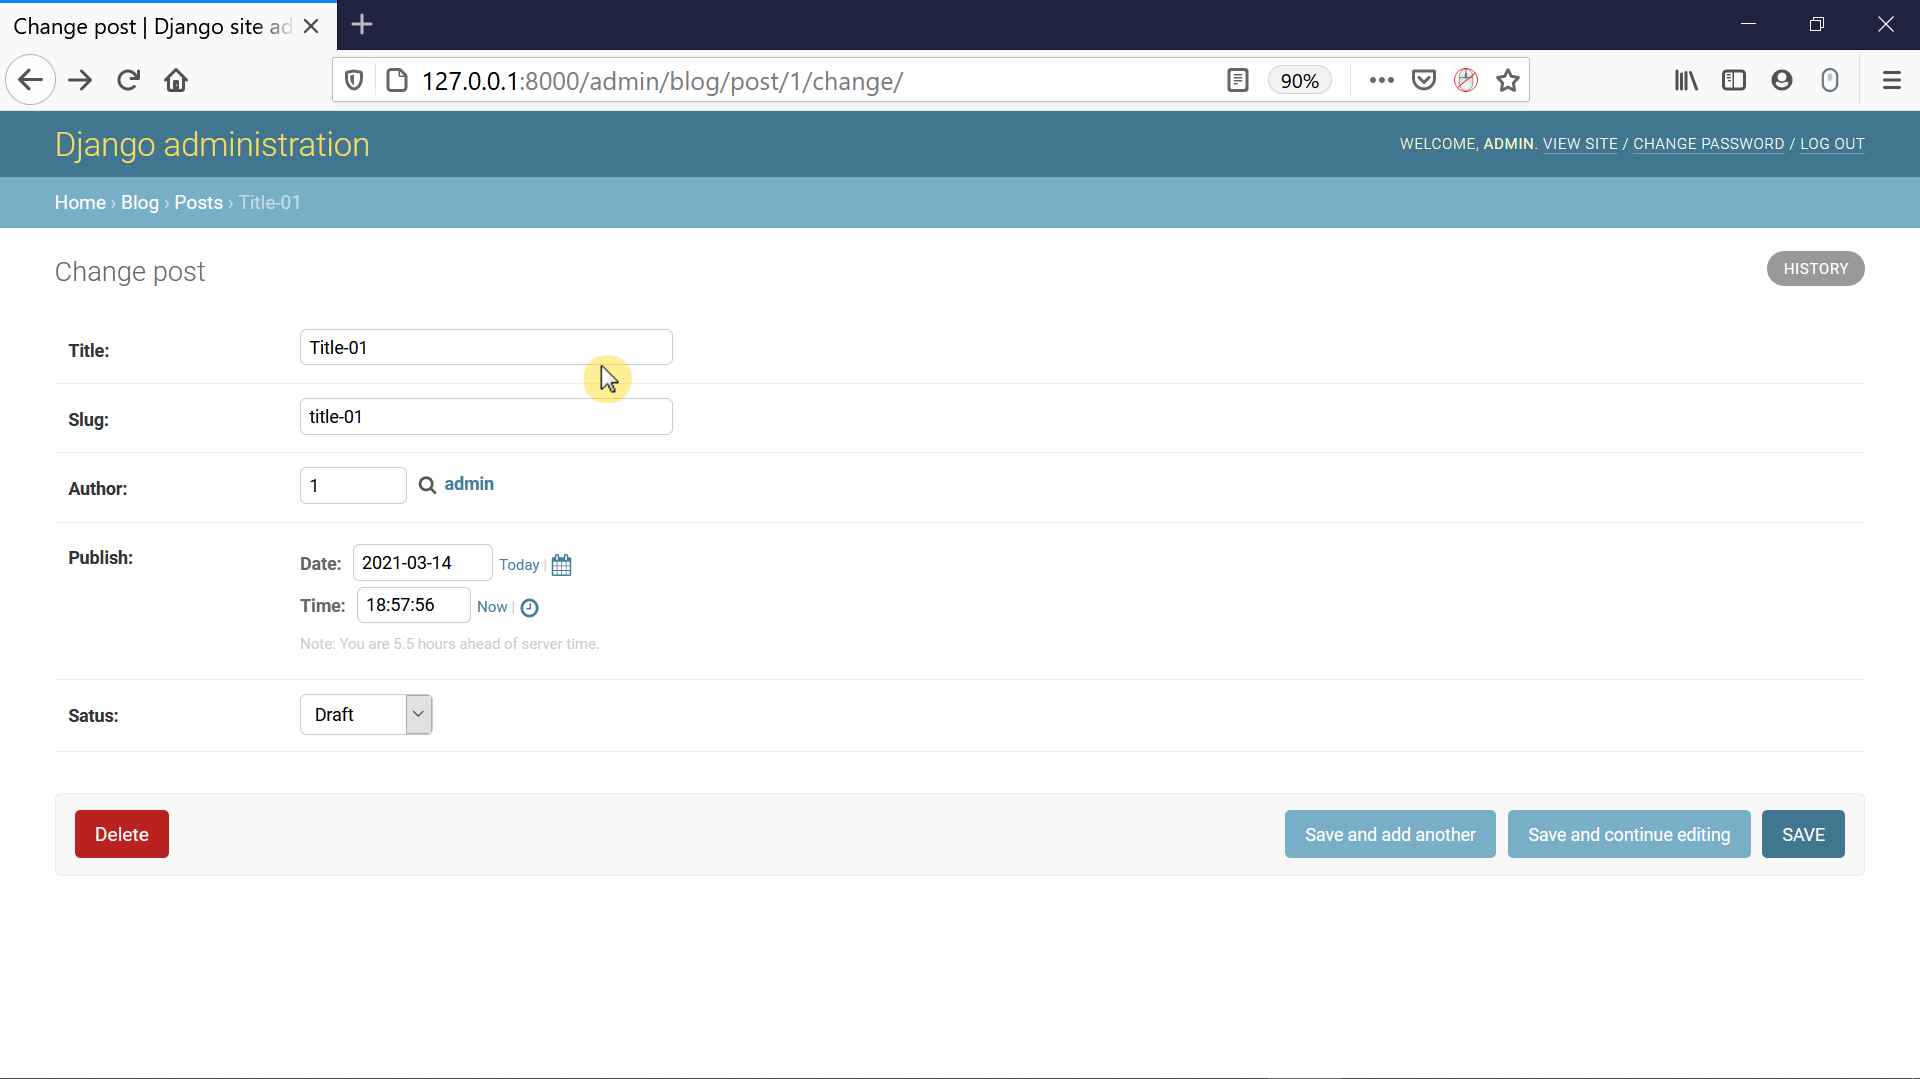 Change post | Django site ad
127.0.0.1:8000/admin/blog/post/1/change/
90%
Django administration
WELCOME, ADMIN. VIEW SITE / CHANGE PASSWORD / LOG OUT
Home › Blog › Posts › Title-01
Change post
HISTORY
Title:
Title-01
Slug:
title-01
Author:
1
admin
Publish:
Date: 2021-03-14 Today |
Time: 18:57:56 Now |
Note: You are 5.5 hours ahead of server time.
Satus:
Draft
Delete
Save and add another
Save and continue editing
SAVE